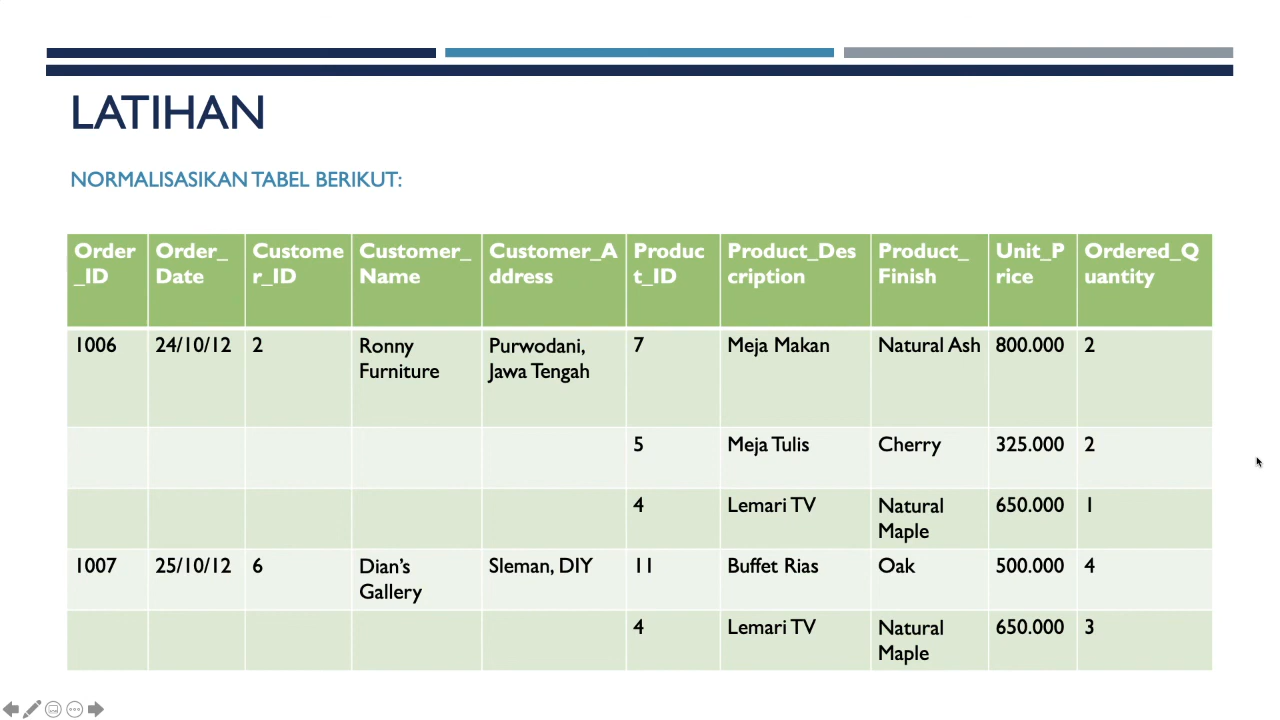 LATIHAN
NORMALISASIKAN TABEL BERIKUT:
Order_ID Order_Date Customer_ID Customer_Name Customer_Address Product_ID Product_Description Product_Finish Unit_Price Ordered_Quantity
1006 24/10/12 2 Ronny Furniture Purwodani, Jawa Tengah 7 Meja Makan Natural Ash 800.000 2
5 Meja Tulis Cherry 325.000 2
4 Lemari TV Natural Maple 650.000 1
1007 25/10/12 6 Dian's Gallery Sleman, DIY 11 Buffet Rias Oak 500.000 4
4 Lemari TV Natural Maple 650.000 3